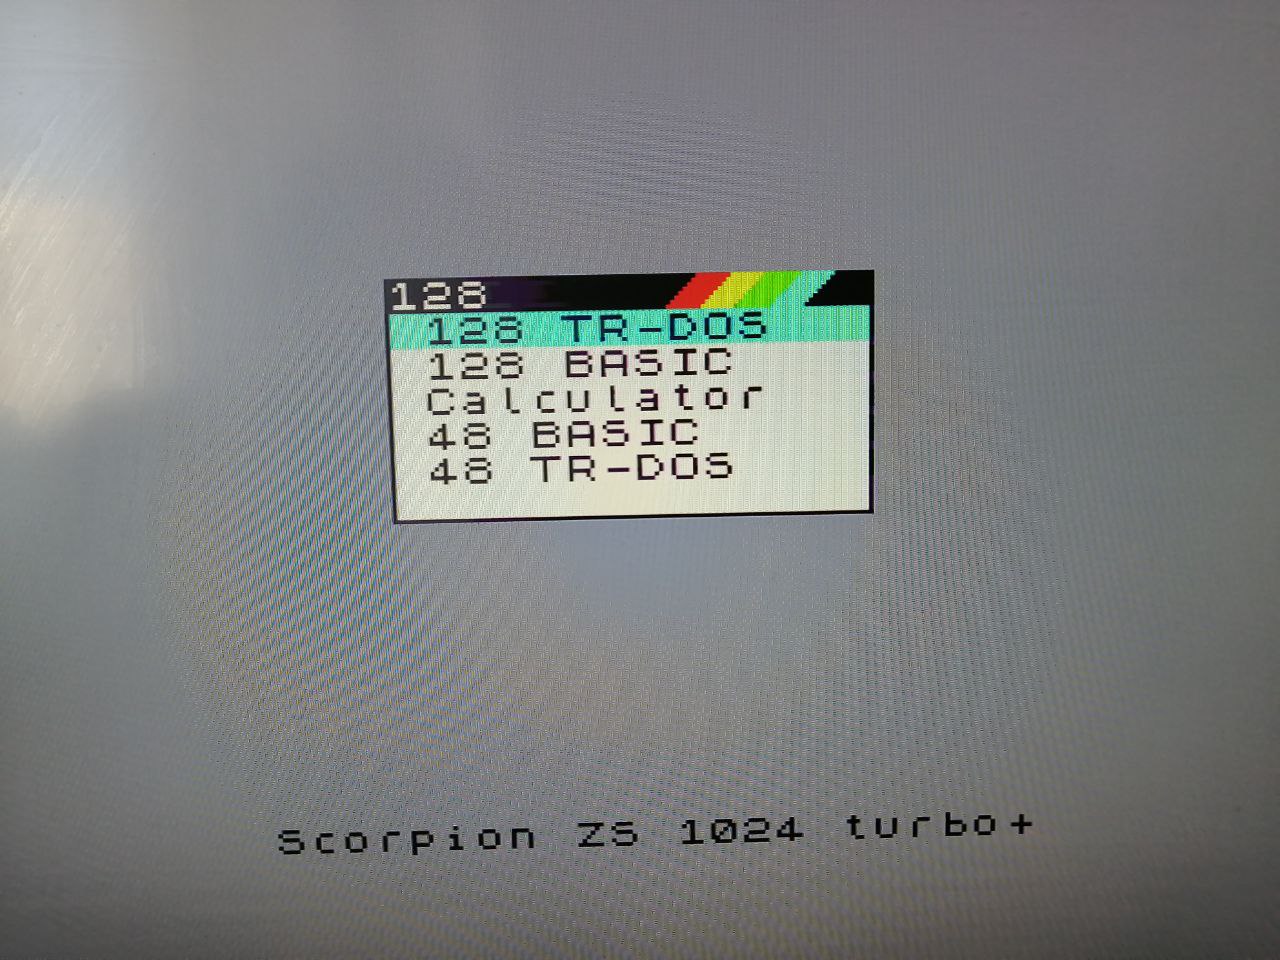 128
128 TR-DOS
128 BASIC
Calculator
48 BASIC
48 TR-DOS
Scorpion ZS 1024 turbo+